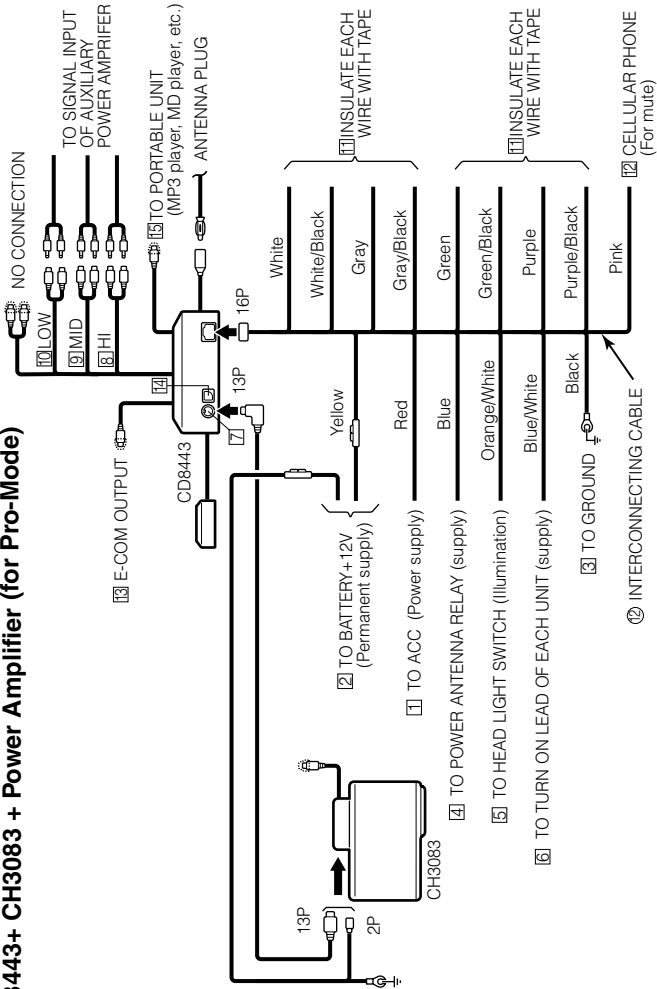 8443+ CH3083 + Power Amplifier (for Pro-Mode)
NO CONNECTION
10 LOW
9 MID
8 HI
TO SIGNAL INPUT
OF AUXILIARY
POWER AMPRIFER
15 TO PORTABLE UNIT
(MP3 player, MD player, etc.)
ANTENNA PLUG
13 E-COM OUTPUT
14
7
CD8443
13P
16P
White
White/Black
Gray
Gray/Black
11 INSULATE EACH
WIRE WITH TAPE
Green
Green/Black
Purple
Purple/Black
11 INSULATE EACH
WIRE WITH TAPE
Pink
12 CELLULAR PHONE
(For mute)
Yellow
Red
Blue
Orange/White
Blue/White
Black
2 TO BATTERY+12V
(Permanent supply)
1 TO ACC (Power supply)
4 TO POWER ANTENNA RELAY (supply)
5 TO HEAD LIGHT SWITCH (Illumination)
6 TO TURN ON LEAD OF EACH UNIT (supply)
3 TO GROUND
⑫ INTERCONNECTING CABLE
13P
2P
CH3083